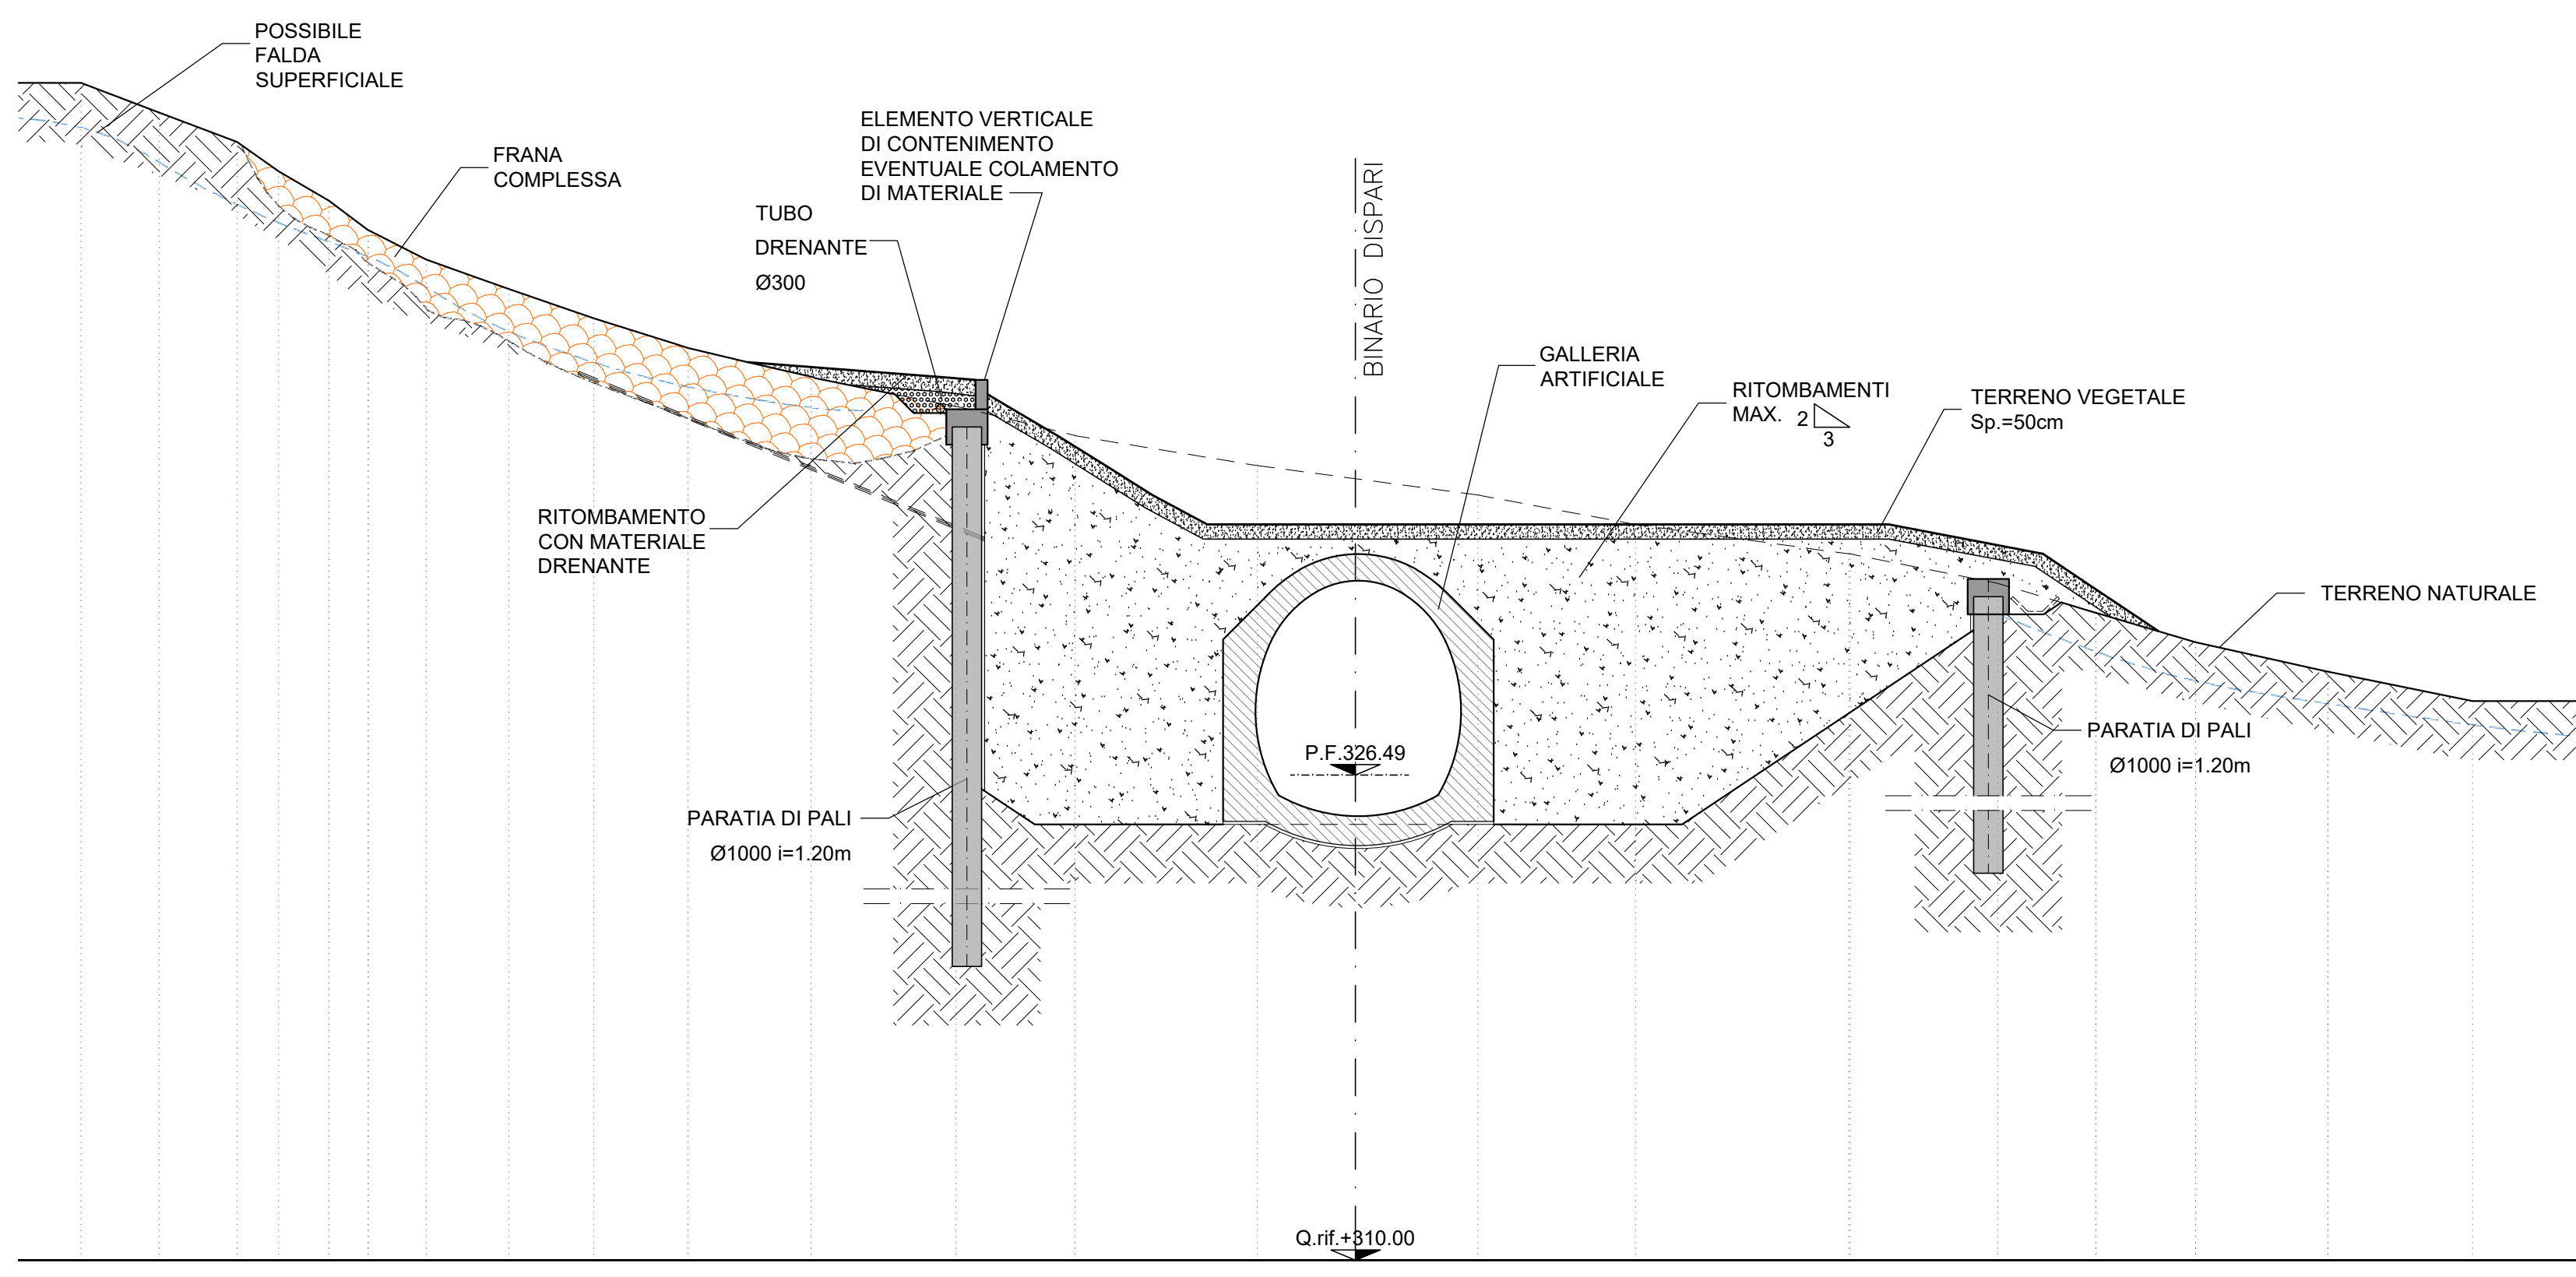 POSSIBILE
FALDA
SUPERFICIALE
FRANA
COMPLESSA
ELEMENTO VERTICALE
DI CONTENIMENTO
EVENTUALE COLAMENTO
DI MATERIALE
TUBO
DRENANTE
Ø300
BINARIO DISPARI
GALLERIA
ARTIFICIALE
RITOMBAMENTI
MAX. 2
3
TERRENO VEGETALE
Sp.=50cm
RITOMBAMENTO
CON MATERIALE
DRENANTE
TERRENO NATURALE
P.F.326.49
PARATIA DI PALI
Ø1000 i=1.20m
PARATIA DI PALI
Ø1000 i=1.20m
Q.rif.+310.00